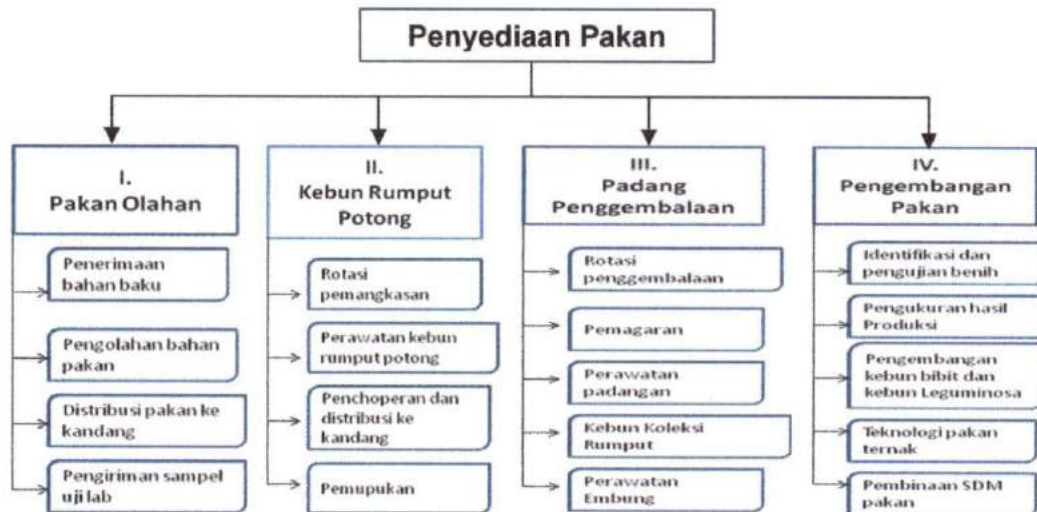 Penyediaan Pakan
I.
Pakan Olahan
Penerimaan
bahan baku
Pengolahan bahan
pakan
Distribusi pakan ke
kandang
Pengiriman sampel
uji lab
II.
Kebun Rumput
Potong
Rotasi
pemangkasan
Perawatan kebun
rumput potong
Penchoperan dan
distribusi ke
kandang
Pemupukan
III.
Padang
Penggembalaan
Rotasi
penggembalaan
Pemagaran
Perawatan
padangan
Kebun Koleksi
Rumput
Perawatan
Embung
IV.
Pengembangan
Pakan
Identifikasi dan
pengujian benih
Pengukuran hasil
Produksi
Pengembangan
kebun bibit dan
kebun Leguminosa
Teknologi pakan
ternak
Pembinaan SDM
pakan